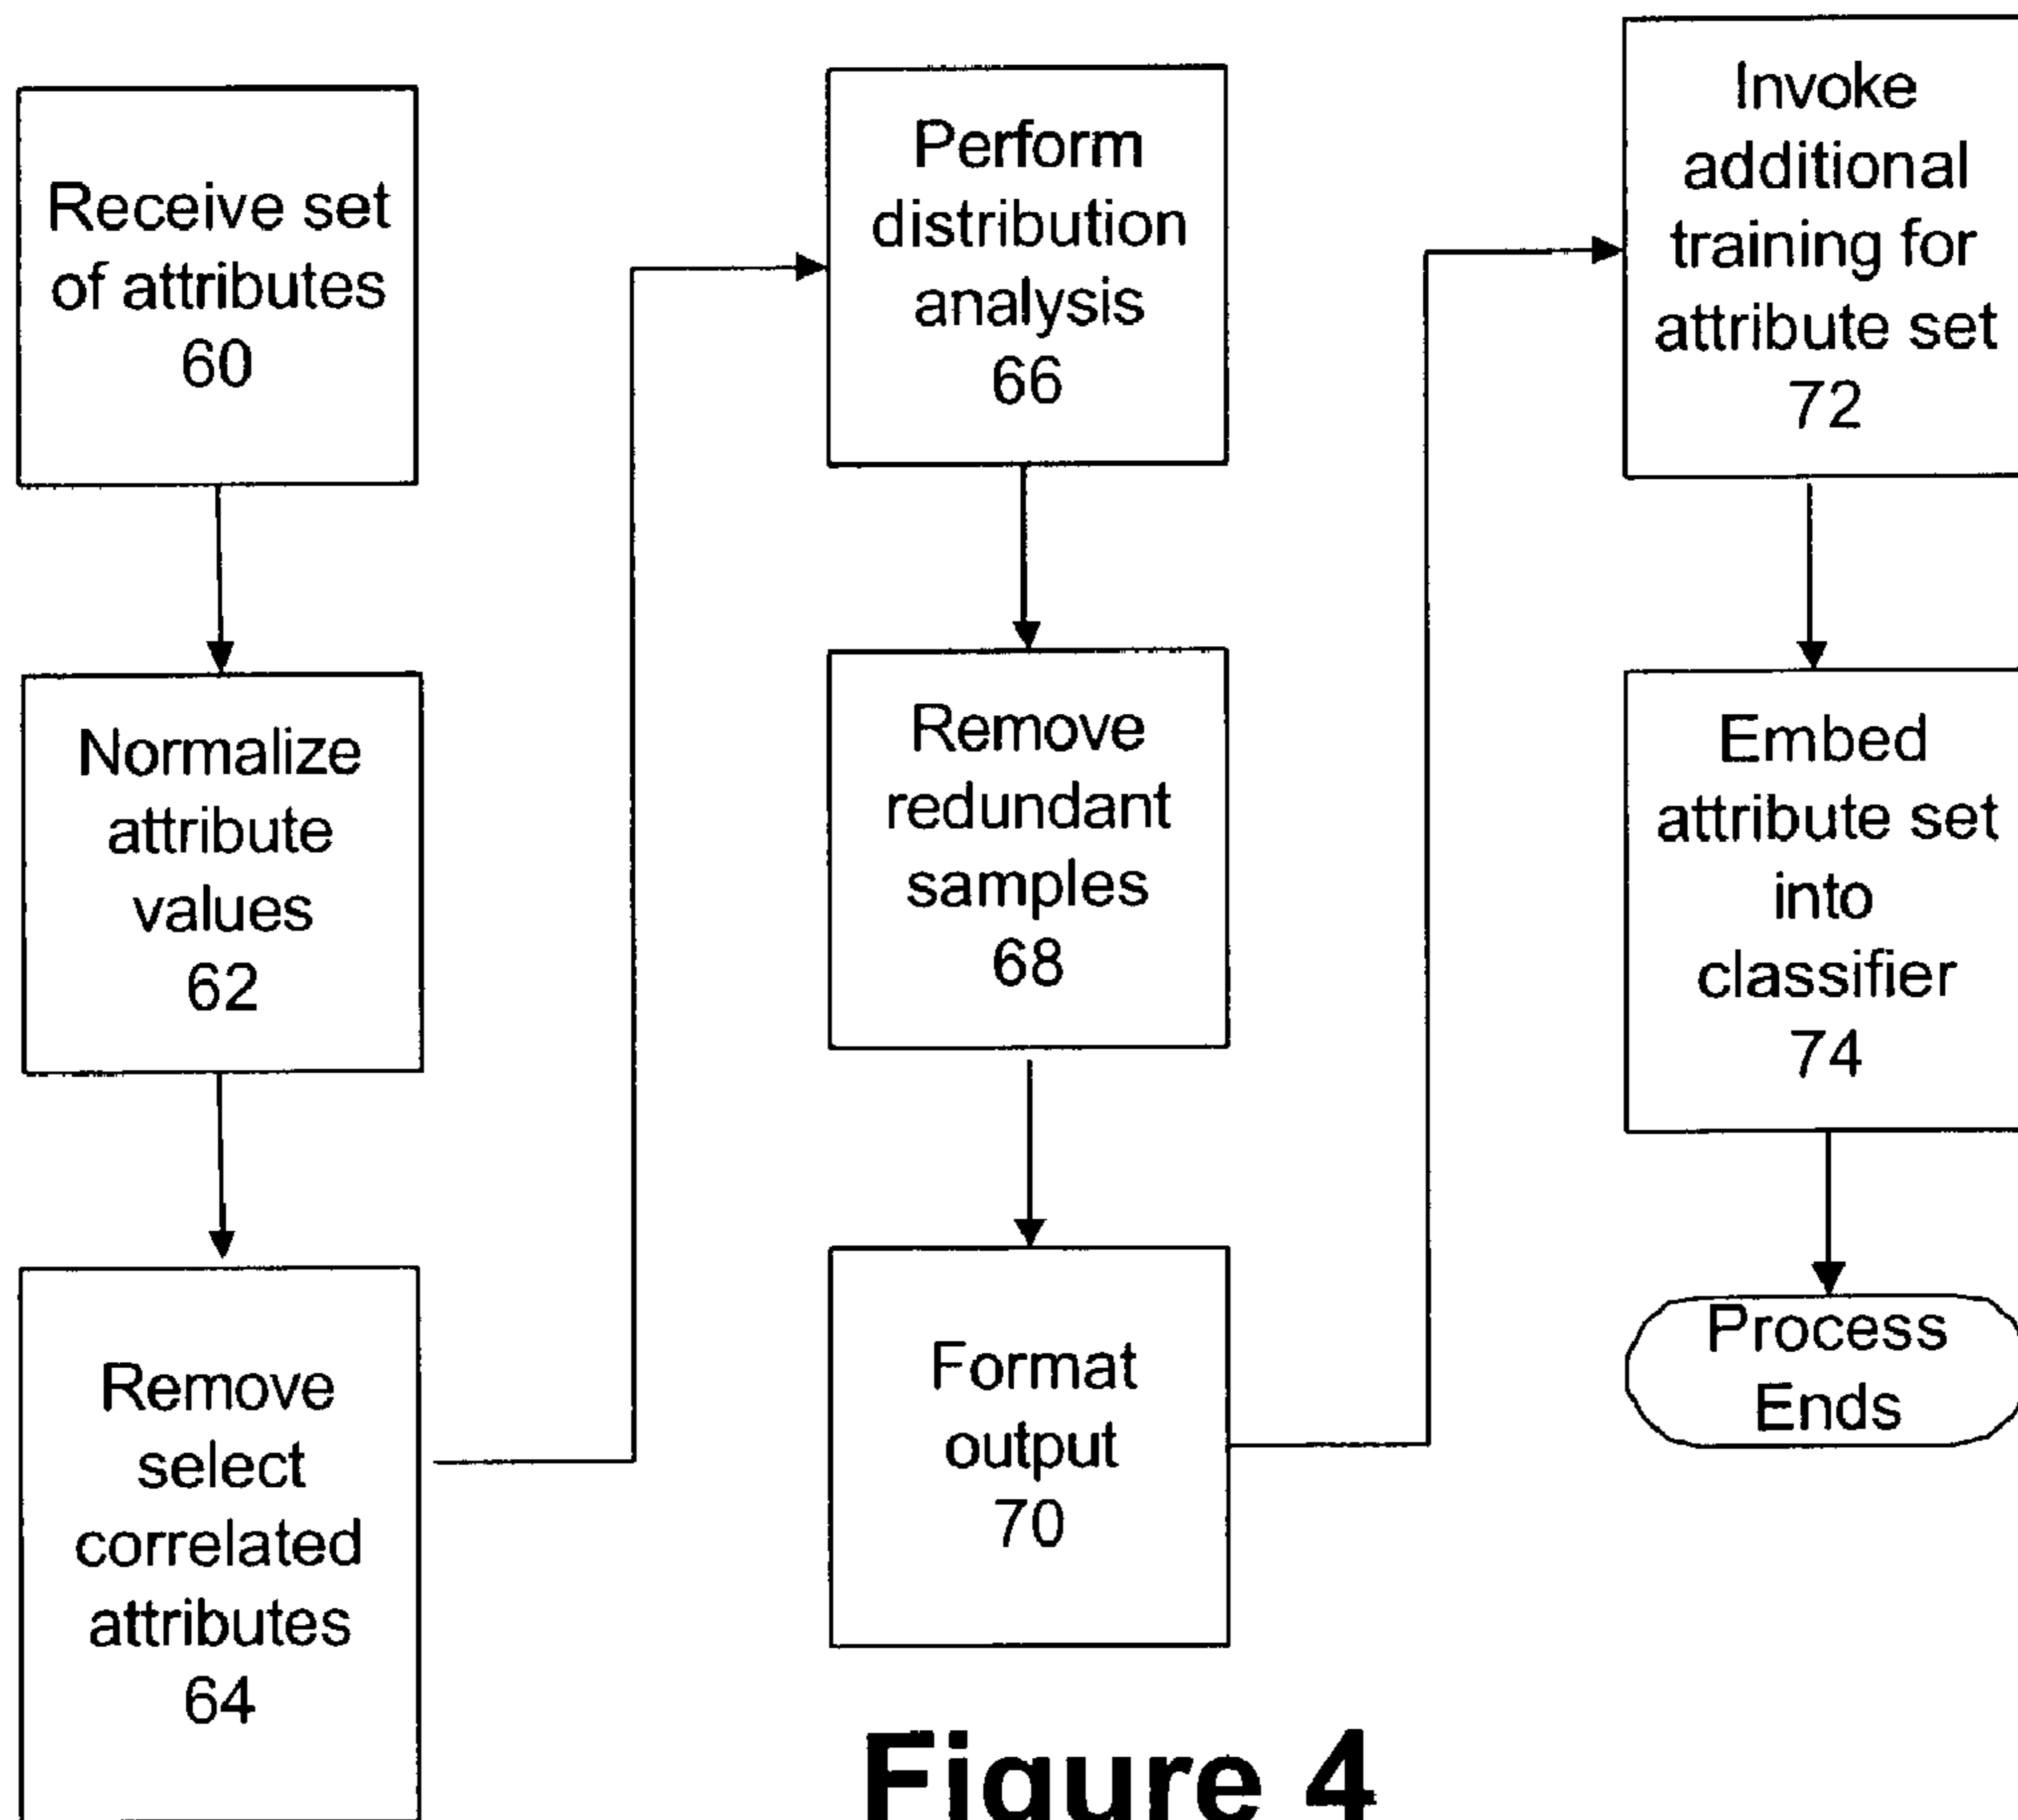 Receive set
of attributes
60
Normalize
attribute
values
62
Remove
select
correlated
attributes
64
Perform
distribution
analysis
66
Remove
redundant
samples
68
Format
output
70
Invoke
additional
training for
attribute set
72
Embed
attribute set
into
classifier
74
Process
Ends
Figure 4